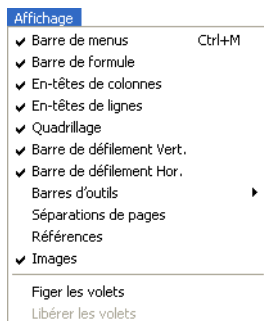 Affichage
Barre de menus Ctrl+M
Barre de formule
En-têtes de colonnes
En-têtes de lignes
Quadrillage
Barre de défilement Vert.
Barre de défilement Hor.
Barres d'outils
Séparations de pages
Références
Images
Figer les volets
Libérer les volets